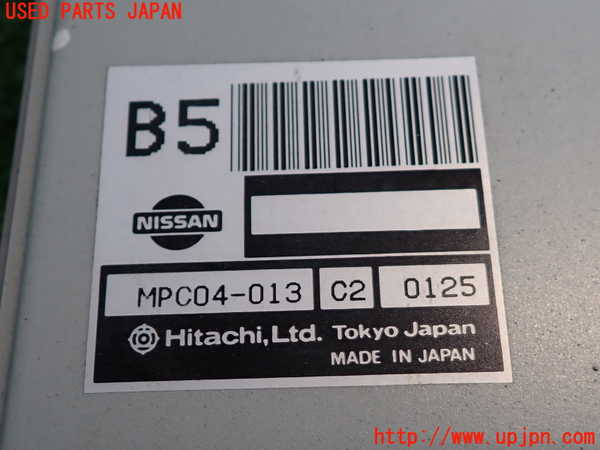 USED PARTS JAPAN
B5
NISSAN
MPC04-013 C2 0125
Hitachi, Ltd. Tokyo Japan
MADE IN JAPAN
http://www.upjpn.com/